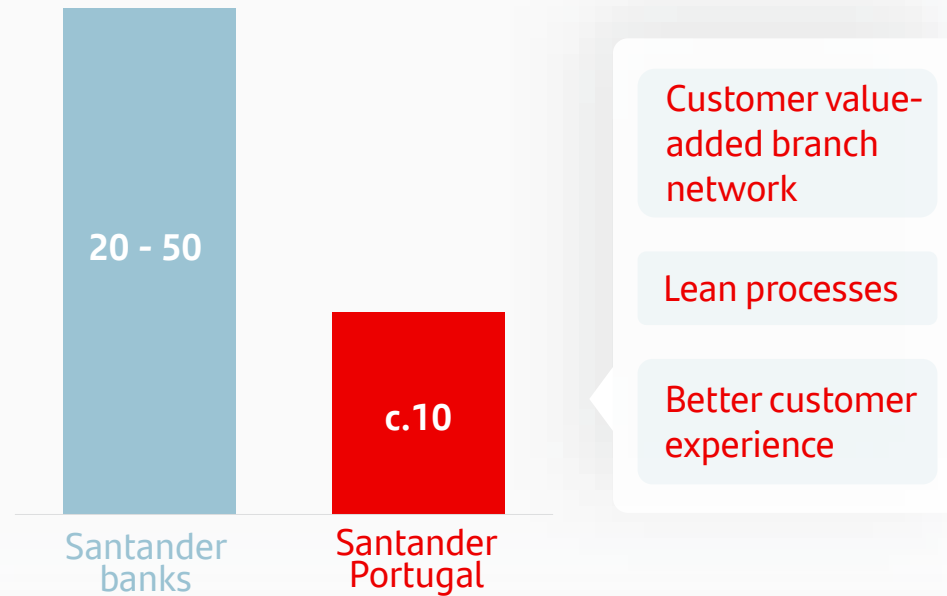 20 - 50
c.10
Santander
banks
Santander
Portugal
Customer value-
added branch
network
Lean processes
Better customer
experience